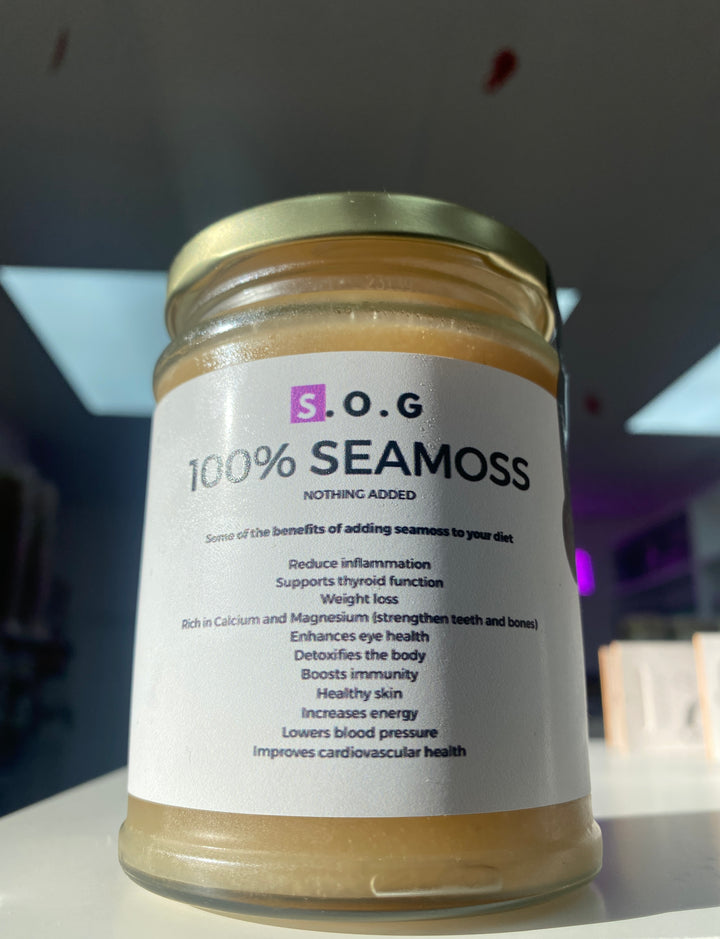 S.O.G
100% SEAMOSS
NOTHING ADDED
Some of the benefits of adding seamoss to your diet
Reduce inflammation
Supports thyroid function
Weight loss
Rich in Calcium and Magnesium (strengthen teeth and bones)
Enhances eye health
Detoxifies the body
Boosts immunity
Healthy skin
Increases energy
Lowers blood pressure
Improves cardiovascular health